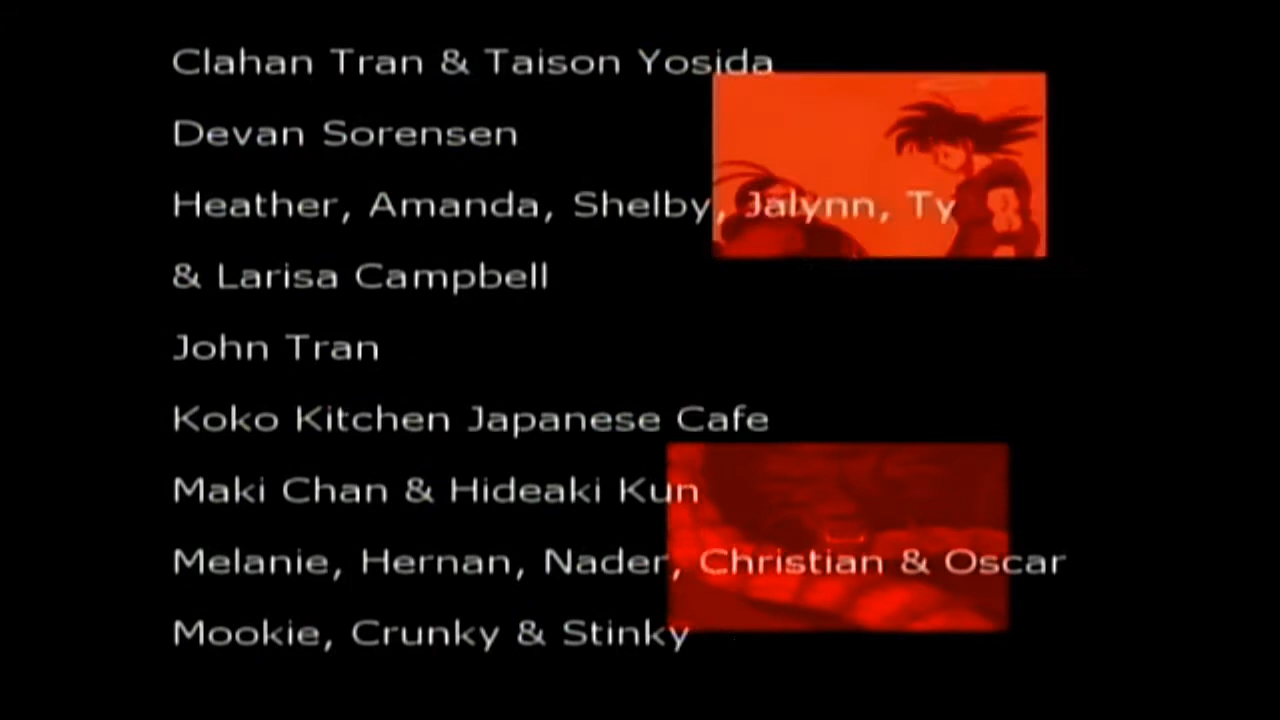 Clahan Tran & Taison Yosida
Devan Sorensen
Heather, Amanda, Shelby, Jalynn, Ty
& Larisa Campbell
John Tran
Koko Kitchen Japanese Cafe
Maki Chan & Hideaki Kun
Melanie, Hernan, Nader, Christian & Oscar
Mookie, Crunky & Stinky